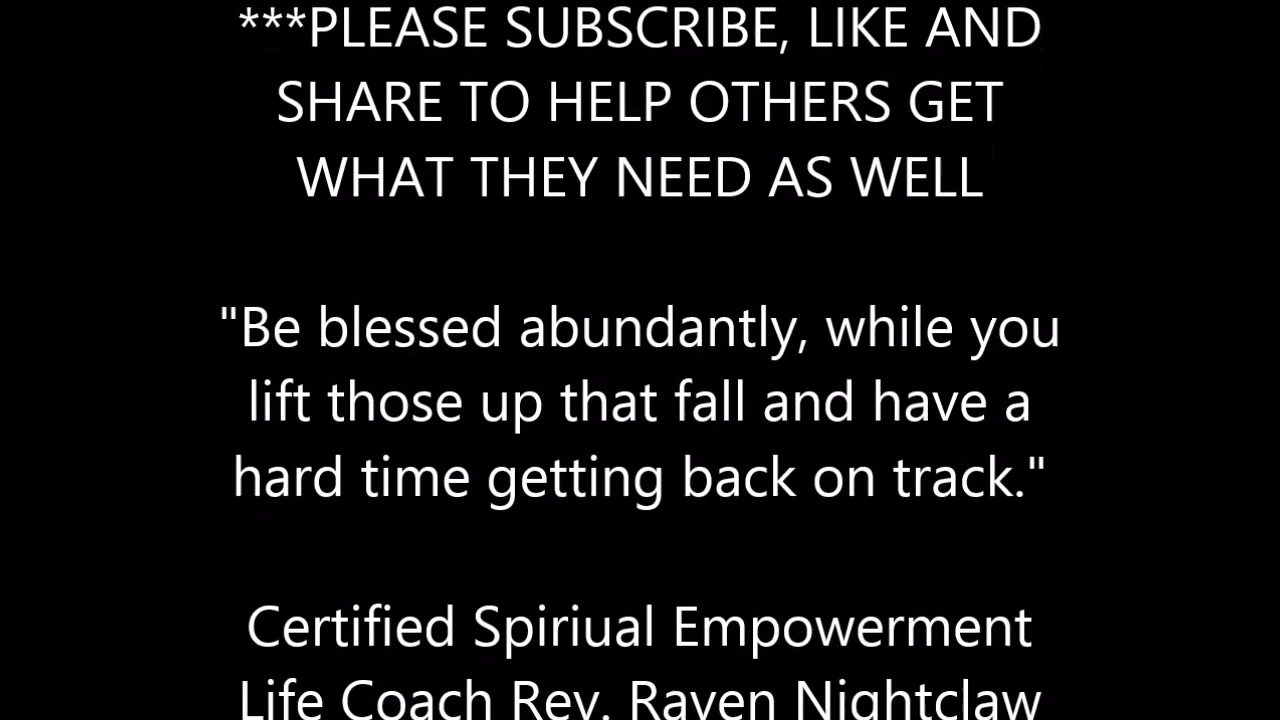 ***PLEASE SUBSCRIBE, LIKE AND
SHARE TO HELP OTHERS GET
WHAT THEY NEED AS WELL
"Be blessed abundantly, while you
lift those up that fall and have a
hard time getting back on track."
Certified Spiriual Empowerment
Life Coach Rev. Raven Nightclaw